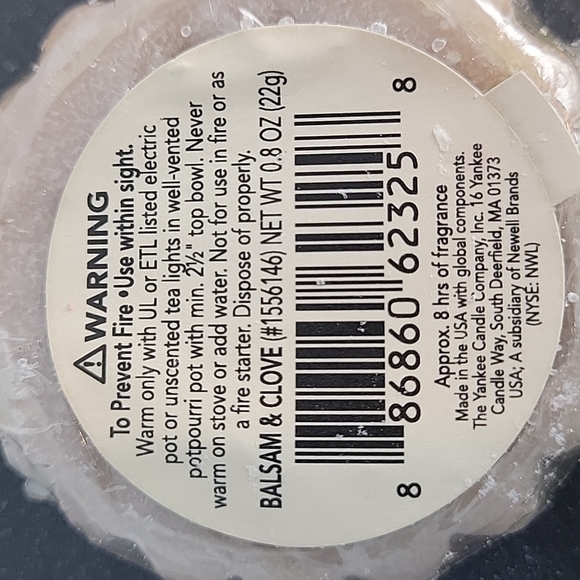 ⚠WARNING
To Prevent Fire •Use within sight.
Warm only with UL or ETL listed electric
pot or unscented tea lights in well-vented
potpourri pot with min. 2½" top bowl. Never
warm on stove or add water. Not for use in fire or as
a fire starter. Dispose of properly.
BALSAM & CLOVE (#1556146) NET WT 0.8 OZ (22g)
8 86860 62325 8
Approx. 8 hrs of fragrance
Made in the USA with global components.
The Yankee Candle Company, Inc. 16 Yankee
Candle Way, South Deerfield, MA 01373
USA; A subsidiary of Newell Brands
(NYSE: NWL)